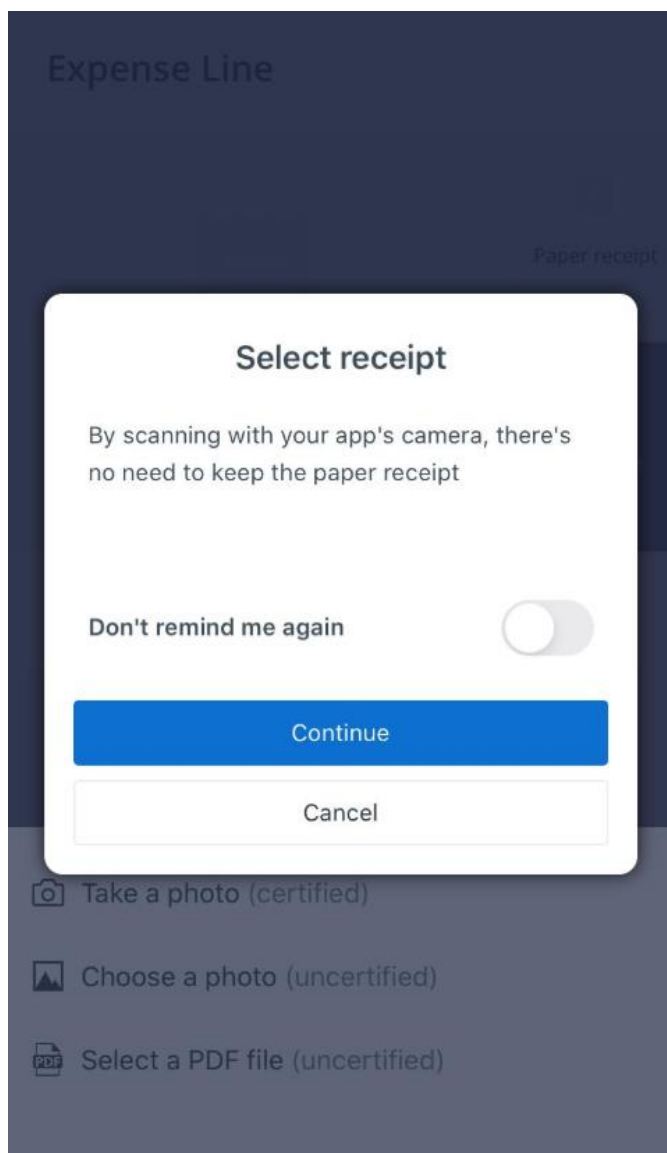 Expense Line
Paper receipt
Select receipt
By scanning with your app's camera, there's
no need to keep the paper receipt
Don't remind me again
Continue
Cancel
Take a photo (certified)
Choose a photo (uncertified)
PDF
Select a PDF file (uncertified)